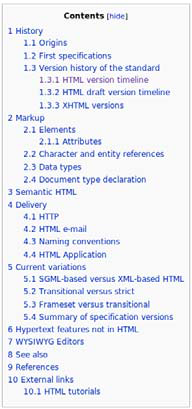 Contents [hide]
1 History
1.1 Origins
1.2 First specifications
1.3 Version history of the standard
1.3.1 HTML version timeline
1.3.2 HTML draft version timeline
1.3.3 XHTML versions
2 Markup
2.1 Elements
2.1.1 Attributes
2.2 Character and entity references
2.3 Data types
2.4 Document type declaration
3 Semantic HTML
4 Delivery
4.1 HTTP
4.2 HTML e-mail
4.3 Naming conventions
4.4 HTML Application
5 Current variations
5.1 SGML-based versus XML-based HTML
5.2 Transitional versus strict
5.3 Frameset versus transitional
5.4 Summary of specification versions
6 Hypertext features not in HTML
7 WYSIWYG Editors
8 See also
9 References
10 External links
10.1 HTML tutorials